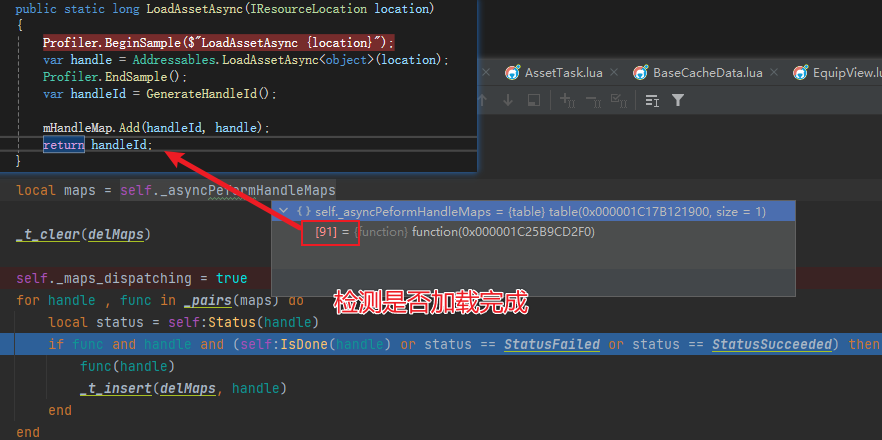 public static long LoadAssetAsync(IResourceLocation location)
{
Profiler.BeginSample($"LoadAssetAsync {location}");
var handle = Addressables.LoadAssetAsync<object>(location);
Profiler.EndSample();
var handleId = GenerateHandleId();
mHandleMap.Add(handleId, handle);
return handleId;
}
AssetTask.lua BaseCacheData.lua EquipView.lu
local maps = self._asyncPeformHandleMaps
{} self._asyncPeformHandleMaps = {table} table(0x000001C17B121900, size = 1)
[91] = {function} function(0x000001C25B9CD2F0)
_t_clear(delMaps)
self._maps_dispatching = true
检测是否加载完成
for handle , func in _pairs(maps) do
local status = self:Status(handle)
if func and handle and (self:IsDone(handle) or status == StatusFailed or status == StatusSucceeded) then
func(handle)
_t_insert(delMaps, handle)
end
end